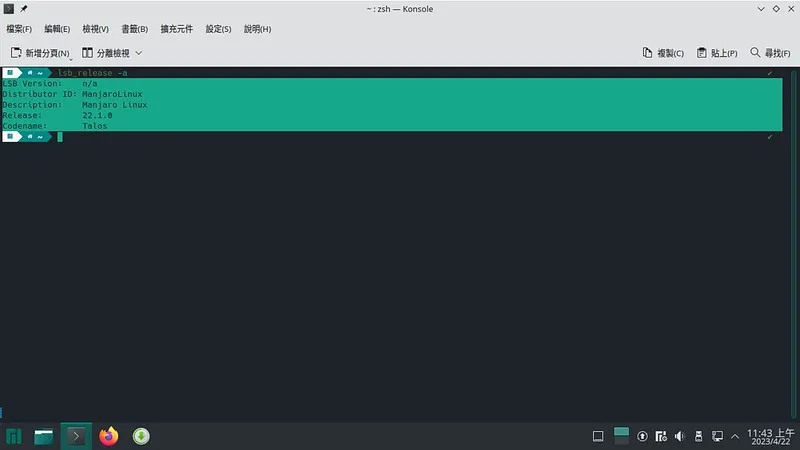 ~ : zsh — Konsole
檔案(F) 編輯(E) 檢視(V) 書籤(B) 擴充元件 設定(S) 說明(H)
新增分頁(N) 分離檢視 複製(C) 貼上(P) 尋找(F)
~ lsb_release -a ✔
LSB Version: n/a
Distributor ID: ManjaroLinux
Description: Manjaro Linux
Release: 22.1.0
Codename: Talos
~ ✔
11:43 上午
2023/4/22